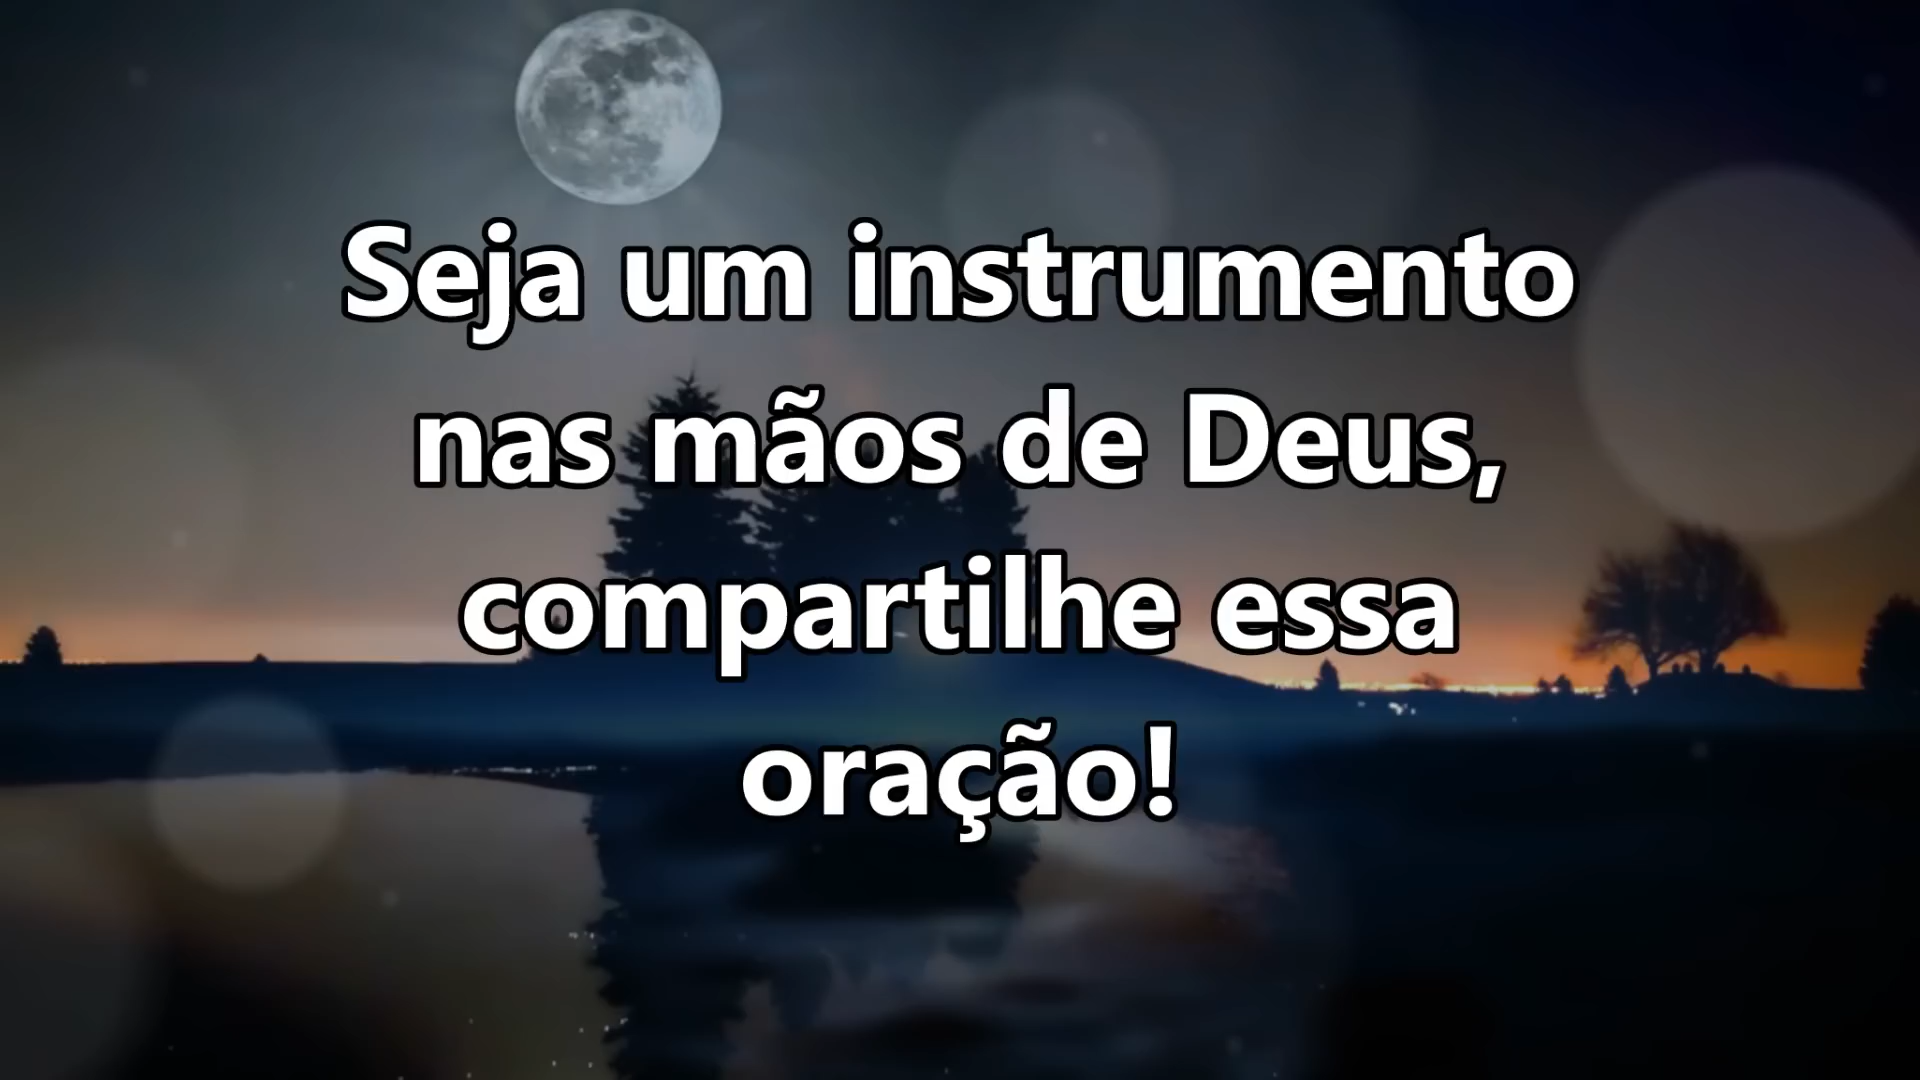 Seja um instrumento
nas mãos de Deus,
compartilhe essa
oração!